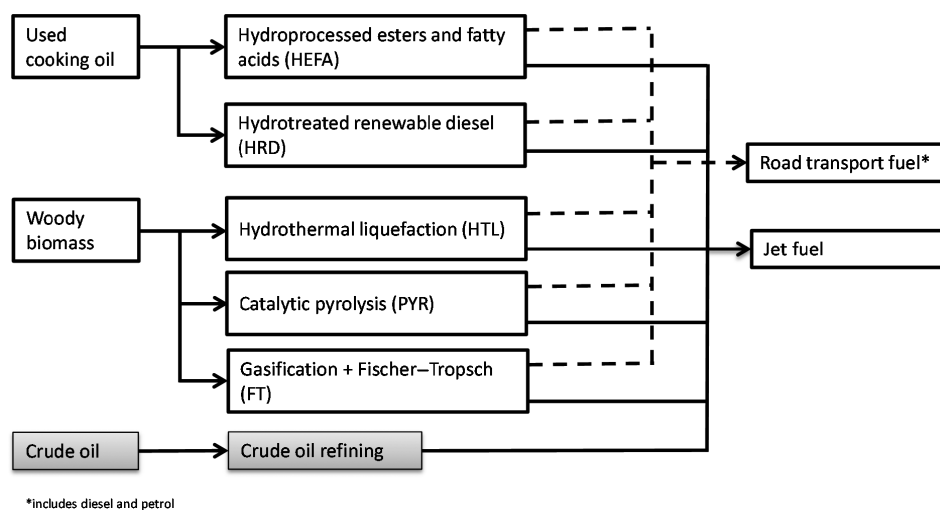 Used
cooking oil
Hydroprocessed esters and fatty
acids (HEFA)
Hydrotreated renewable diesel
(HRD)
Road transport fuel*
Woody
biomass
Hydrothermal liquefaction (HTL)
Jet fuel
Catalytic pyrolysis (PYR)
Gasification + Fischer–Tropsch
(FT)
Crude oil
Crude oil refining
*includes diesel and petrol